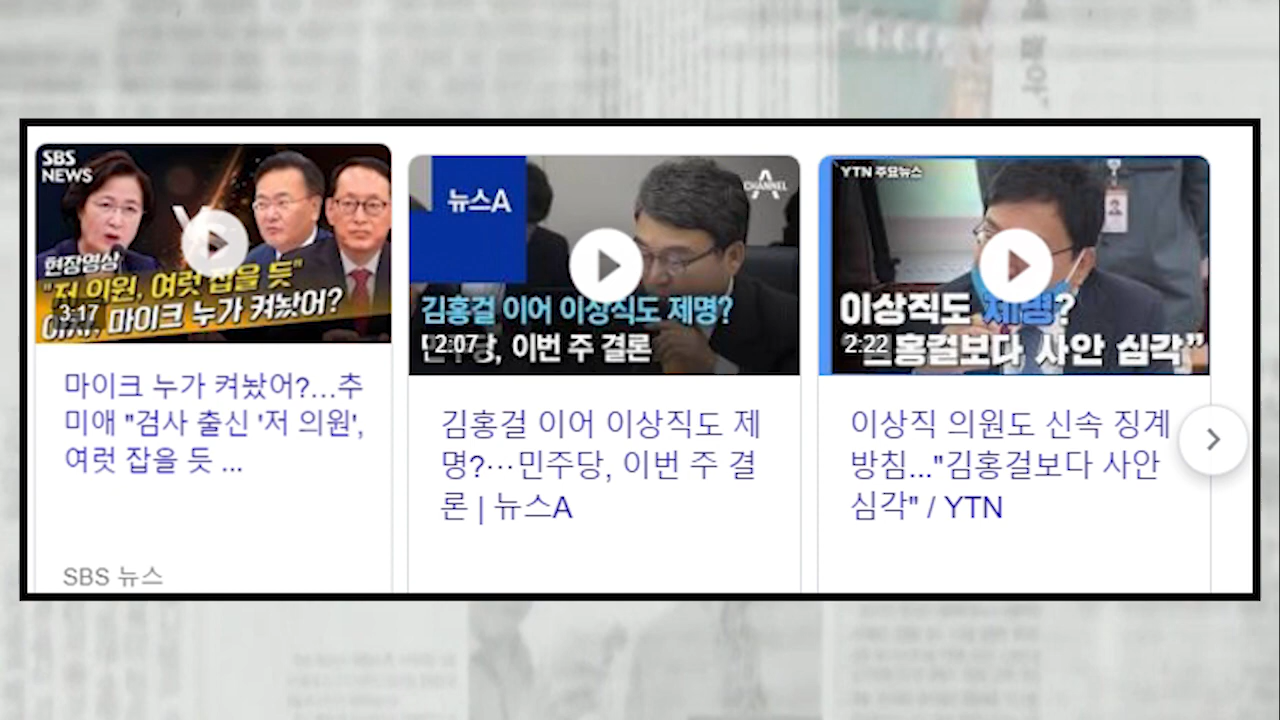 SBS
NEWS
현장영상
"저 의원, 여럿 잡을 듯"
3:17
마이크 누가 켜놨어?
마이크 누가 켜놨어?...추
미애 "검사 출신 '저 의원',
여럿 잡을 듯 ...
SBS 뉴스
뉴스A
CHANNEL A
김홍걸 이어 이상직도 제명?
2:07
당, 이번 주 결론
김홍걸 이어 이상직도 제
명?…민주당, 이번 주 결
론 | 뉴스A
YTN 주요뉴스
이상직도 제명?
2:22
홍걸보다 사안 심각"
이상직 의원도 신속 징계
방침..."김홍걸보다 사안
심각" / YTN